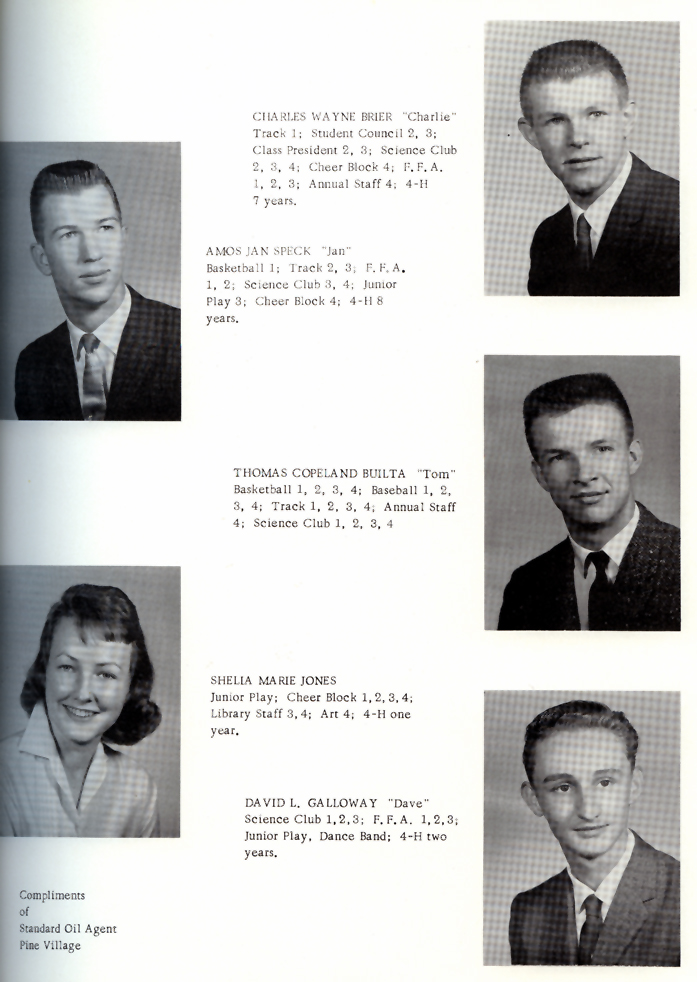 CHARLES WAYNE BRIER "Charlie"
Track 1; Student Council 2, 3;
Class President 2, 3; Science Club
2, 3, 4; Cheer Block 4; F.F.A.
1, 2, 3; Annual Staff 4; 4-H
7 years.
AMOS JAN SPECK "Jan"
Basketball 1; Track 2, 3; F.F.A.
1, 2; Science Club 3, 4; Junior
Play 3; Cheer Block 4; 4-H 8
years.
THOMAS COPELAND BUILTA "Tom"
Basketball 1, 2, 3, 4; Baseball 1, 2,
3, 4; Track 1, 2, 3, 4; Annual Staff
4; Science Club 1, 2, 3, 4
SHELIA MARIE JONES
Junior Play; Cheer Block 1,2,3,4;
Library Staff 3,4; Art 4; 4-H one
year.
DAVID L. GALLOWAY "Dave"
Science Club 1,2,3; F.F.A. 1,2,3;
Junior Play, Dance Band; 4-H two
years.
Compliments
of
Standard Oil Agent
Pine Village